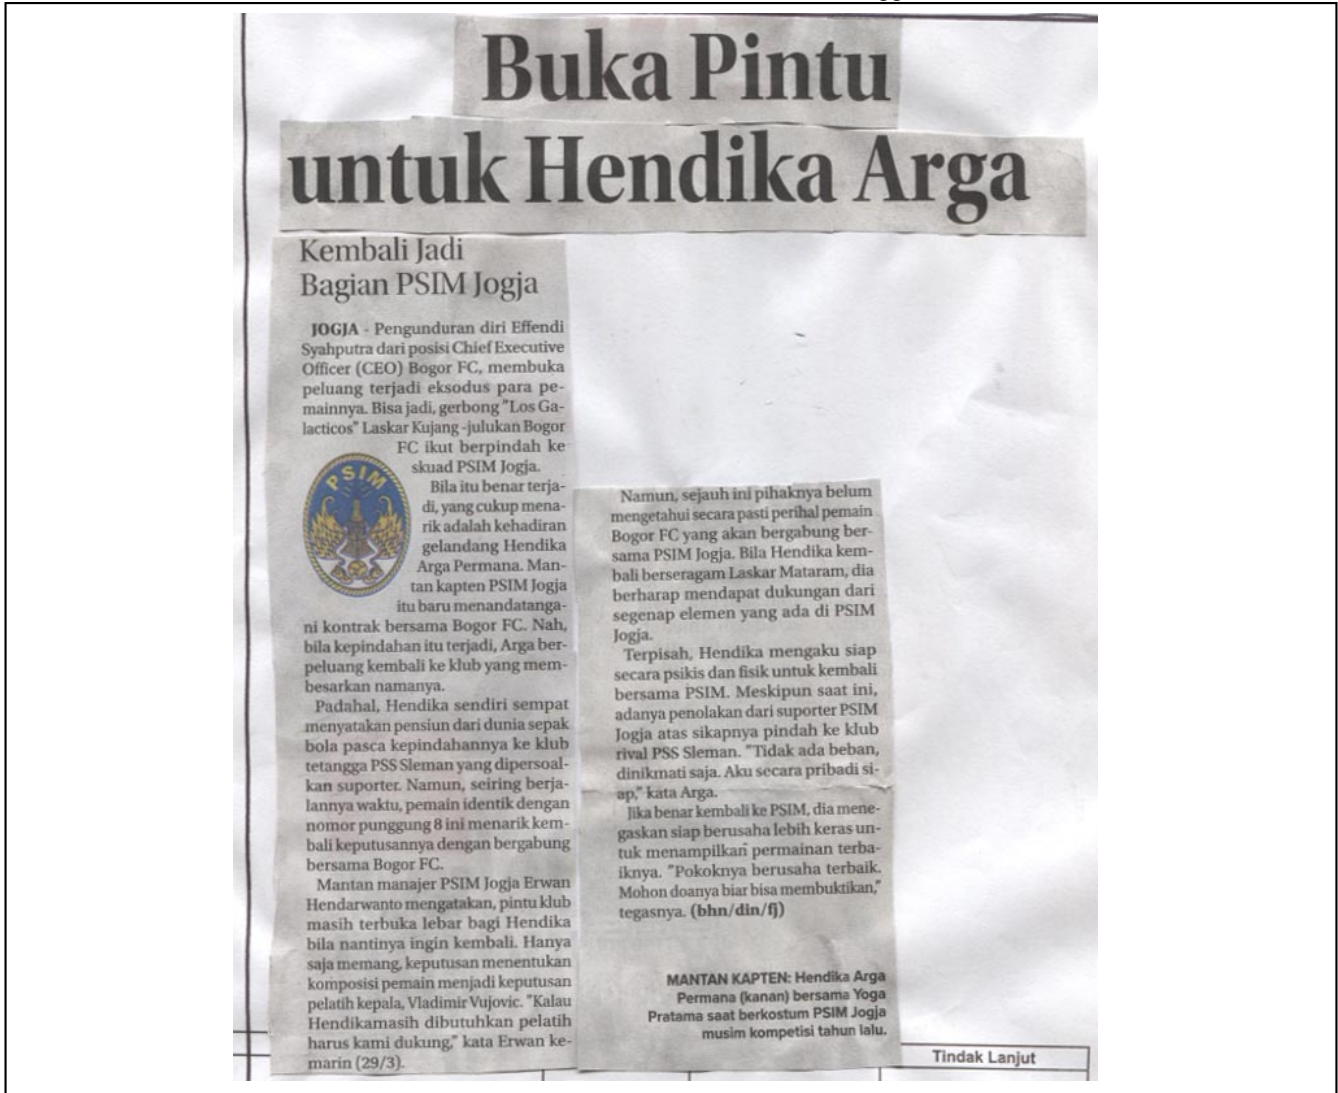 Buka Pintu
untuk Hendika Arga
Kembali Jadi
Bagian PSIM Jogja
JOGJA - Pengunduran diri Effendi
Syahputra dari posisi Chief Executive
Officer (CEO) Bogor FC, membuka
peluang terjadi eksodus para pe-
mainnya. Bisa jadi, gerbong "Los Ga-
lacticos" Laskar Kujang -julukan Bogor
FC ikut berpindah ke
skuad PSIM Jogja.
PSIM
Bila itu benar terja-
di, yang cukup mena-
rik adalah kehadiran
gelandang Hendika
Arga Permana. Man-
tan kapten PSIM Jogja
itu baru menandatanga-
ni kontrak bersama Bogor FC. Nah,
bila kepindahan itu terjadi, Arga ber-
peluang kembali ke klub yang mem-
besarkan namanya.
Padahal, Hendika sendiri sempat
menyatakan pensiun dari dunia sepak
bola pasca kepindahannya ke klub
tetangga PSS Sleman yang dipersoal-
kan suporter. Namun, seiring berja-
lannya waktu, pemain identik dengan
nomor punggung 8 ini menarik kem-
bali keputusannya dengan bergabung
bersama Bogor FC.
Mantan manajer PSIM Jogja Erwan
Hendarwanto mengatakan, pintu klub
masih terbuka lebar bagi Hendika
bila nantinya ingin kembali. Hanya
saja memang, keputusan menentukan
komposisi pemain menjadi keputusan
pelatih kepala, Vladimir Vujovic. "Kalau
Hendikamasih dibutuhkan pelatih
harus kami dukung," kata Erwan ke-
marin (29/3).
Namun, sejauh ini pihaknya belum
mengetahui secara pasti perihal pemain
Bogor FC yang akan bergabung ber-
sama PSIM Jogja. Bila Hendika kem-
bali berseragam Laskar Mataram, dia
berharap mendapat dukungan dari
segenap elemen yang ada di PSIM
Jogja.
Terpisah, Hendika mengaku siap
secara psikis dan fisik untuk kembali
bersama PSIM. Meskipun saat ini,
adanya penolakan dari suporter PSIM
Jogja atas sikapnya pindah ke klub
rival PSS Sleman. "Tidak ada beban,
dinikmati saja. Aku secara pribadi si-
ap," kata Arga.
Jika benar kembali ke PSIM, dia mene-
gaskan siap berusaha lebih keras un-
tuk menampilkan permainan terba-
iknya. "Pokoknya berusaha terbaik.
Mohon doanya biar bisa membuktikan,"
tegasnya. (bhn/din/fj)
MANTAN KAPTEN: Hendika Arga
Permana (kanan) bersama Yoga
Pratama saat berkostum PSIM Jogja
musim kompetisi tahun lalu.
Tindak Lanjut